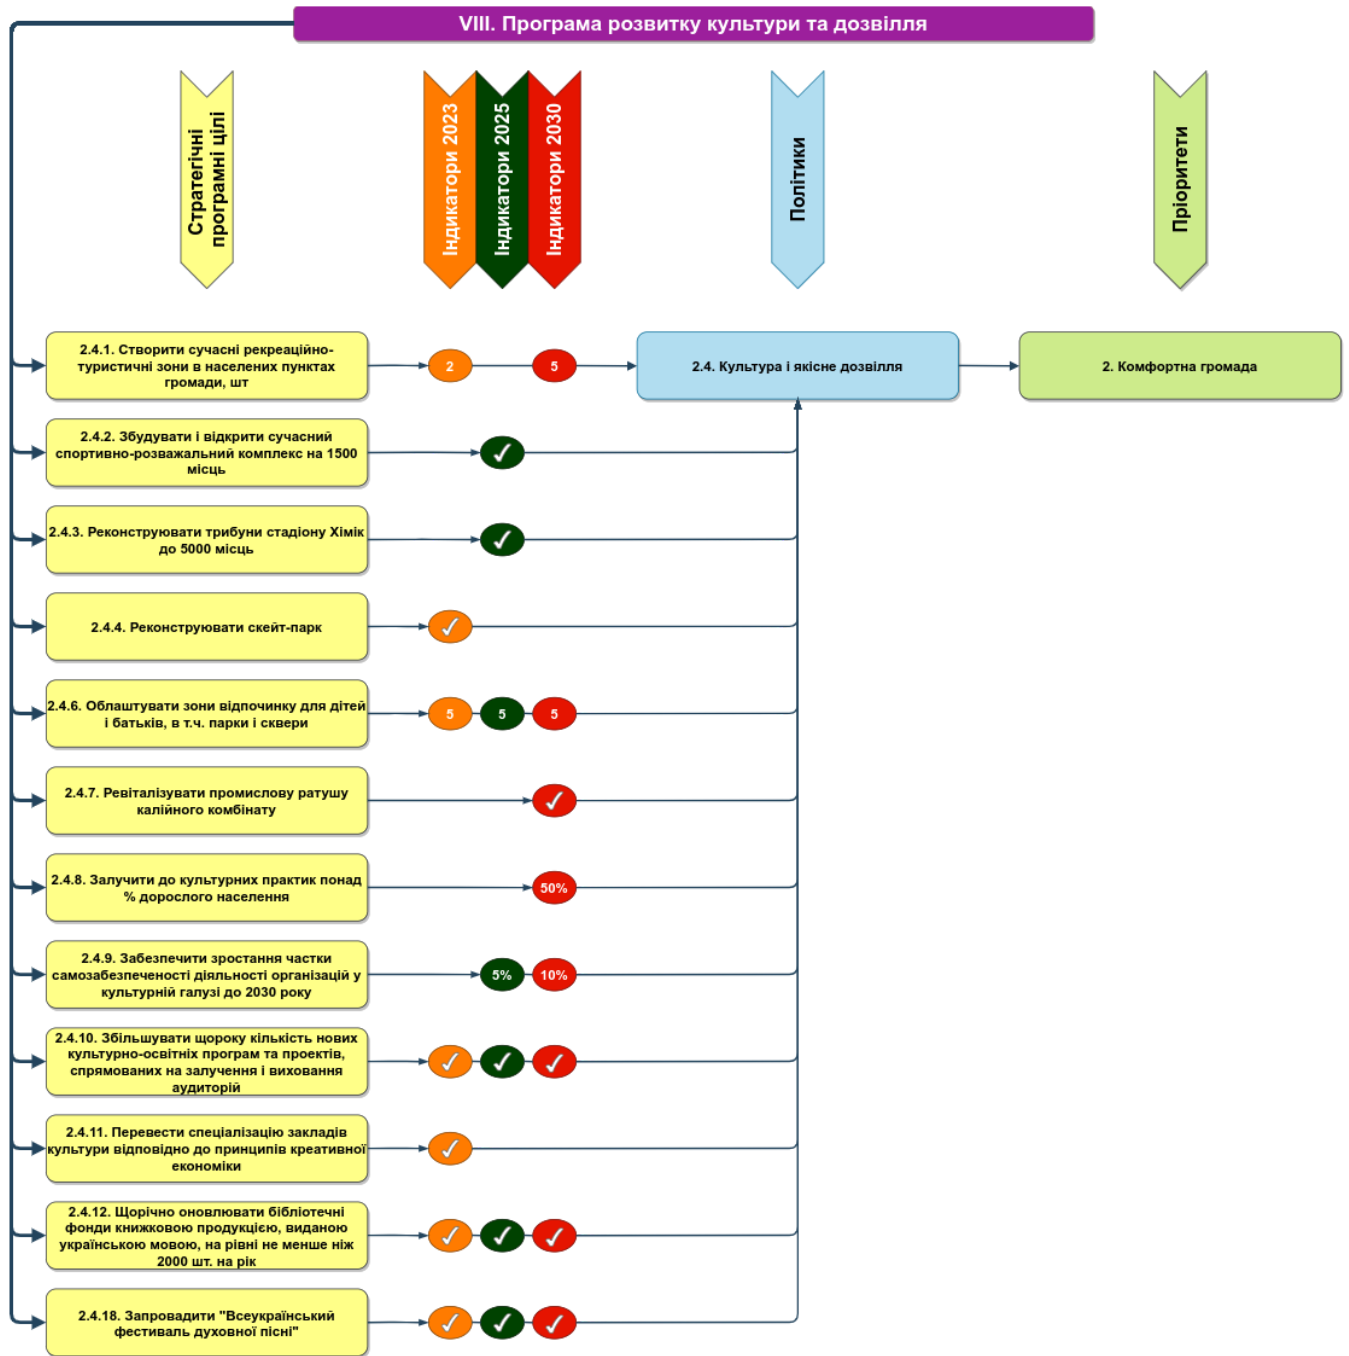 VIII. Програма розвитку культури та дозвілля
Стратегічні
програмні цілі
Індикатори 2023
Індикатори 2025
Індикатори 2030
Політики
Пріоритети
2.4.1. Створити сучасні рекреаційно-
туристичні зони в населених пунктах
громади, шт
2
5
2.4. Культура і якісне дозвілля
2. Комфортна громада
2.4.2. Збудувати і відкрити сучасний
спортивно-розважальний комплекс на 1500
місць
2.4.3. Реконструювати трибуни стадіону Хімік
до 5000 місць
2.4.4. Реконструювати скейт-парк
2.4.6. Облаштувати зони відпочинку для дітей
і батьків, в т.ч. парки і сквери
5
5
5
2.4.7. Ревіталізувати промислову ратушу
калійного комбінату
2.4.8. Залучити до культурних практик понад
% дорослого населення
50%
2.4.9. Забезпечити зростання частки
самозабезпеченості діяльності організацій у
культурній галузі до 2030 року
5%
10%
2.4.10. Збільшувати щороку кількість нових
культурно-освітніх програм та проектів,
спрямованих на залучення і виховання
аудиторій
2.4.11. Перевести спеціалізацію закладів
культури відповідно до принципів креативної
економіки
2.4.12. Щорічно оновлювати бібліотечні
фонди книжковою продукцією, виданою
українською мовою, на рівні не менше ніж
2000 шт. на рік
2.4.18. Запровадити "Всеукраїнський
фестиваль духовної пісні"